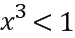 x³ < 1